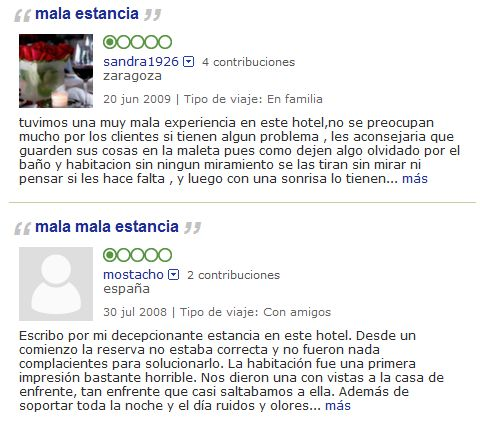 “ mala estancia ”
sandra1926 4 contribuciones
zaragoza
20 jun 2009 | Tipo de viaje: En familia
tuvimos una muy mala experiencia en este hotel,no se preocupan
mucho por los clientes si tienen algun problema , les aconsejaria que
guarden sus cosas en la maleta pues como dejen algo olvidado por el
baño y habitacion sin ningun miramiento se las tiran sin mirar ni
pensar si les hace falta , y luego con una sonrisa lo tienen... más
“ mala mala estancia ”
mostacho 2 contribuciones
españa
30 jul 2008 | Tipo de viaje: Con amigos
Escribo por mi decepcionante estancia en este hotel. Desde un
comienzo la reserva no estaba correcta y no fueron nada
complacientes para solucionarlo. La habitación fue una primera
impresión bastante horrible. Nos dieron una con vistas a la casa de
enfrente, tan enfrente que casi saltabamos a ella. Además de
soportar toda la noche y el día ruidos y olores... más